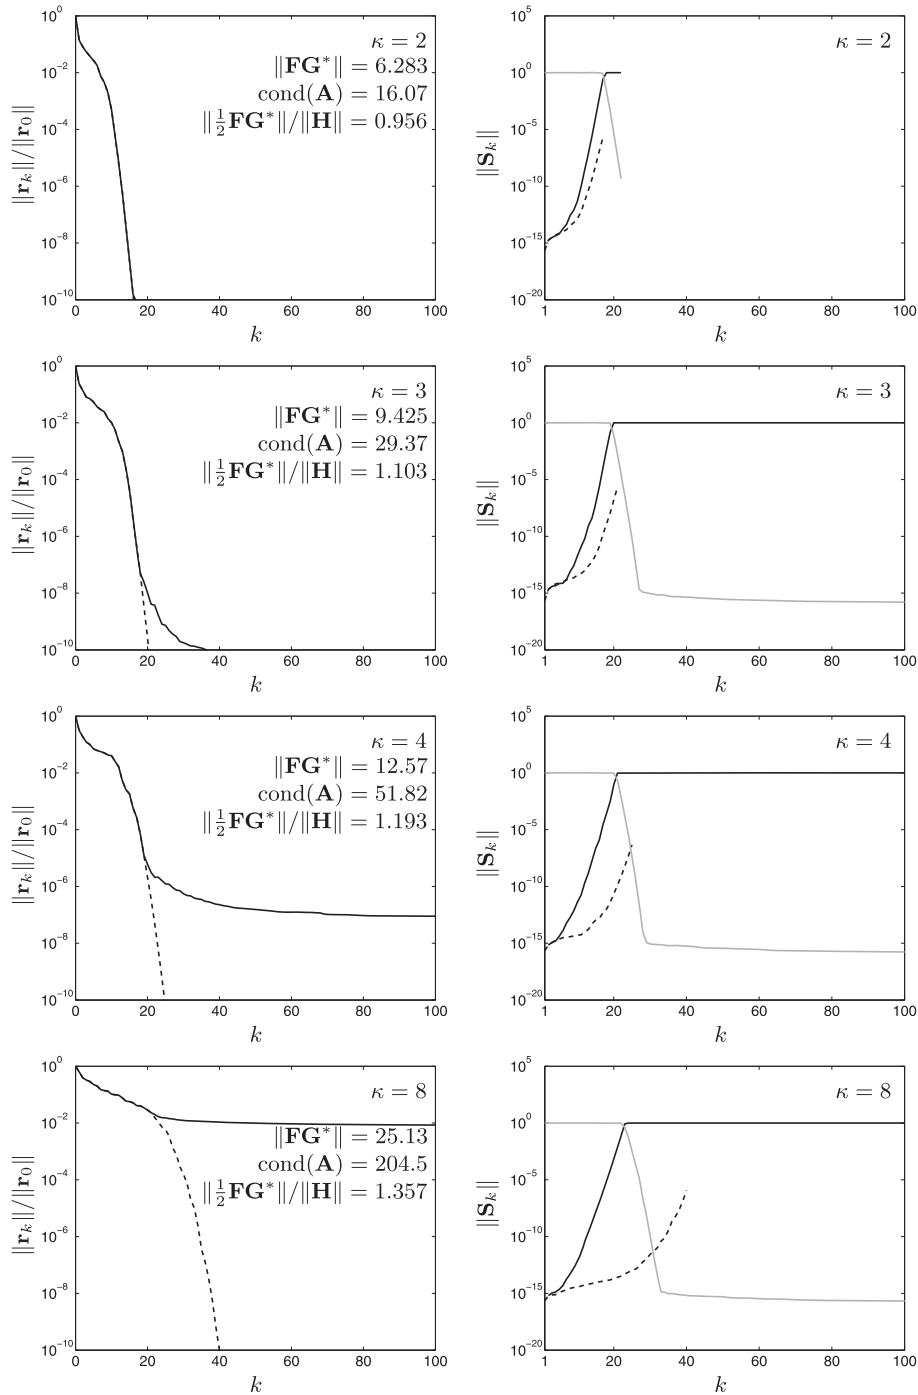 10^0
10^−2
10^−4
10^−6
10^−8
10^−10
0 20 40 60 80 100
k
‖r_k‖/‖r_0‖
κ = 2
‖FG*‖ = 6.283
cond(A) = 16.07
‖½FG*‖/‖H‖ = 0.956
10^5
10^0
10^−5
10^−10
10^−15
10^−20
1 20 40 60 80 100
k
‖S_k‖
κ = 2
10^0
10^−2
10^−4
10^−6
10^−8
10^−10
0 20 40 60 80 100
k
‖r_k‖/‖r_0‖
κ = 3
‖FG*‖ = 9.425
cond(A) = 29.37
‖½FG*‖/‖H‖ = 1.103
10^5
10^0
10^−5
10^−10
10^−15
10^−20
1 20 40 60 80 100
k
‖S_k‖
κ = 3
10^0
10^−2
10^−4
10^−6
10^−8
10^−10
0 20 40 60 80 100
k
‖r_k‖/‖r_0‖
κ = 4
‖FG*‖ = 12.57
cond(A) = 51.82
‖½FG*‖/‖H‖ = 1.193
10^5
10^0
10^−5
10^−10
10^−15
10^−20
1 20 40 60 80 100
k
‖S_k‖
κ = 4
10^0
10^−2
10^−4
10^−6
10^−8
10^−10
0 20 40 60 80 100
k
‖r_k‖/‖r_0‖
κ = 8
‖FG*‖ = 25.13
cond(A) = 204.5
‖½FG*‖/‖H‖ = 1.357
10^5
10^0
10^−5
10^−10
10^−15
10^−20
1 20 40 60 80 100
k
‖S_k‖
κ = 8